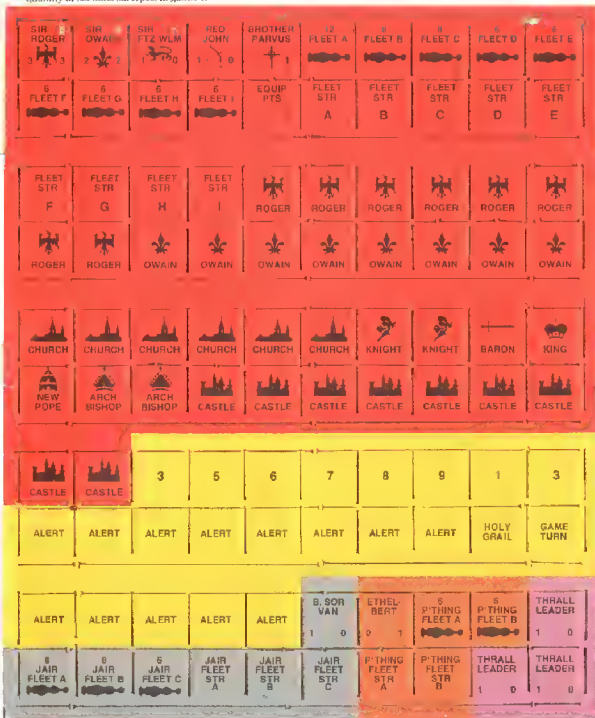 SIR ROGER SIR OWAIN SIR FTZ WLM RED JOHN BROTHER PARVUS 12 FLEET A FLEET B FLEET C FLEET D FLEET E
3 3 2 2 1 0 1 0 1
6 FLEET F 6 FLEET G 6 FLEET H 6 FLEET I EQUIP PTS FLEET STR A FLEET STR B FLEET STR C FLEET STR D FLEET STR E
FLEET STR F FLEET STR G FLEET STR H FLEET STR I ROGER ROGER ROGER ROGER ROGER ROGER
ROGER ROGER OWAIN OWAIN OWAIN OWAIN OWAIN OWAIN OWAIN OWAIN
CHURCH CHURCH CHURCH CHURCH CHURCH CHURCH KNIGHT KNIGHT BARON KING
NEW POPE ARCH BISHOP ARCH BISHOP CASTLE CASTLE CASTLE CASTLE CASTLE CASTLE CASTLE
CASTLE CASTLE 3 5 6 7 8 9 1 3
ALERT ALERT ALERT ALERT ALERT ALERT ALERT ALERT HOLY GRAIL GAME TURN
ALERT ALERT ALERT ALERT ALERT B. SOR VAN 1 0 ETHEL- BERT 0 1 6 P'THING FLEET A 6 P'THING FLEET B THRALL LEADER 1 0
8 JAIR FLEET A 8 JAIR FLEET B 6 JAIR FLEET C JAIR FLEET STR A JAIR FLEET STR B JAIR FLEET STR C P'THING FLEET STR A P'THING FLEET STR B THRALL LEADER 1 0 THRALL LEADER 1 0